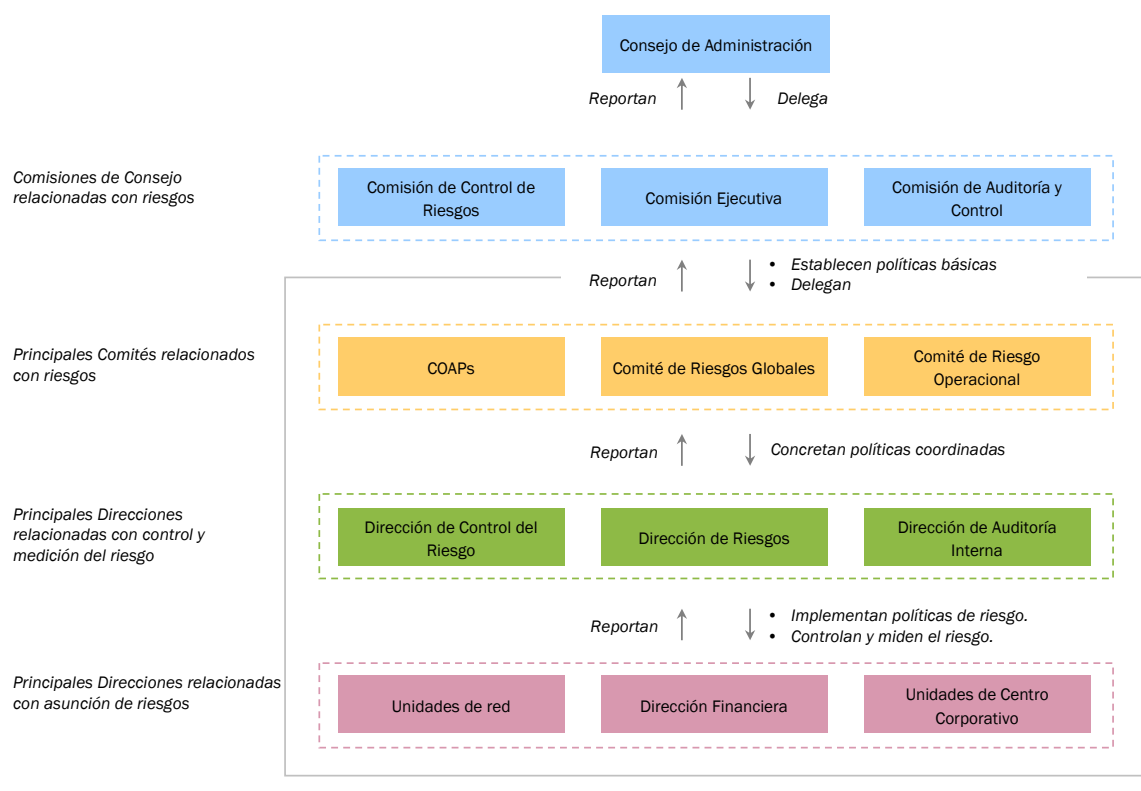 Consejo de Administración
Reportan
Delega
Comisiones de Consejo
relacionadas con riesgos
Comisión de Control de
Riesgos
Comisión Ejecutiva
Comisión de Auditoría y
Control
Reportan
• Establecen políticas básicas
• Delegan
Principales Comités relacionados
con riesgos
COAPs
Comité de Riesgos Globales
Comité de Riesgo
Operacional
Reportan
Concretan políticas coordinadas
Principales Direcciones
relacionadas con control y
medición del riesgo
Dirección de Control del
Riesgo
Dirección de Riesgos
Dirección de Auditoría
Interna
Reportan
• Implementan políticas de riesgo.
• Controlan y miden el riesgo.
Principales Direcciones relacionadas
con asunción de riesgos
Unidades de red
Dirección Financiera
Unidades de Centro
Corporativo